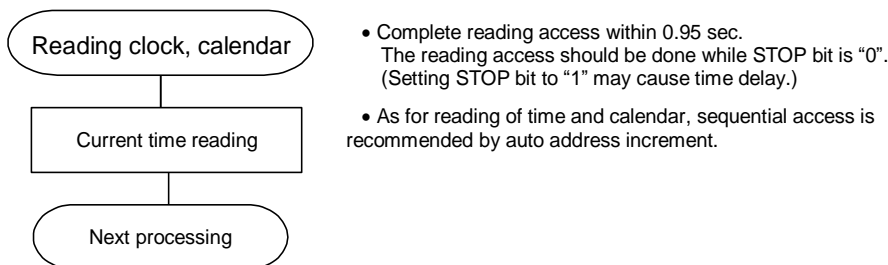 Reading clock, calendar
Current time reading
Next processing
• Complete reading access within 0.95 sec.
The reading access should be done while STOP bit is “0”.
(Setting STOP bit to “1” may cause time delay.)
• As for reading of time and calendar, sequential access is
recommended by auto address increment.